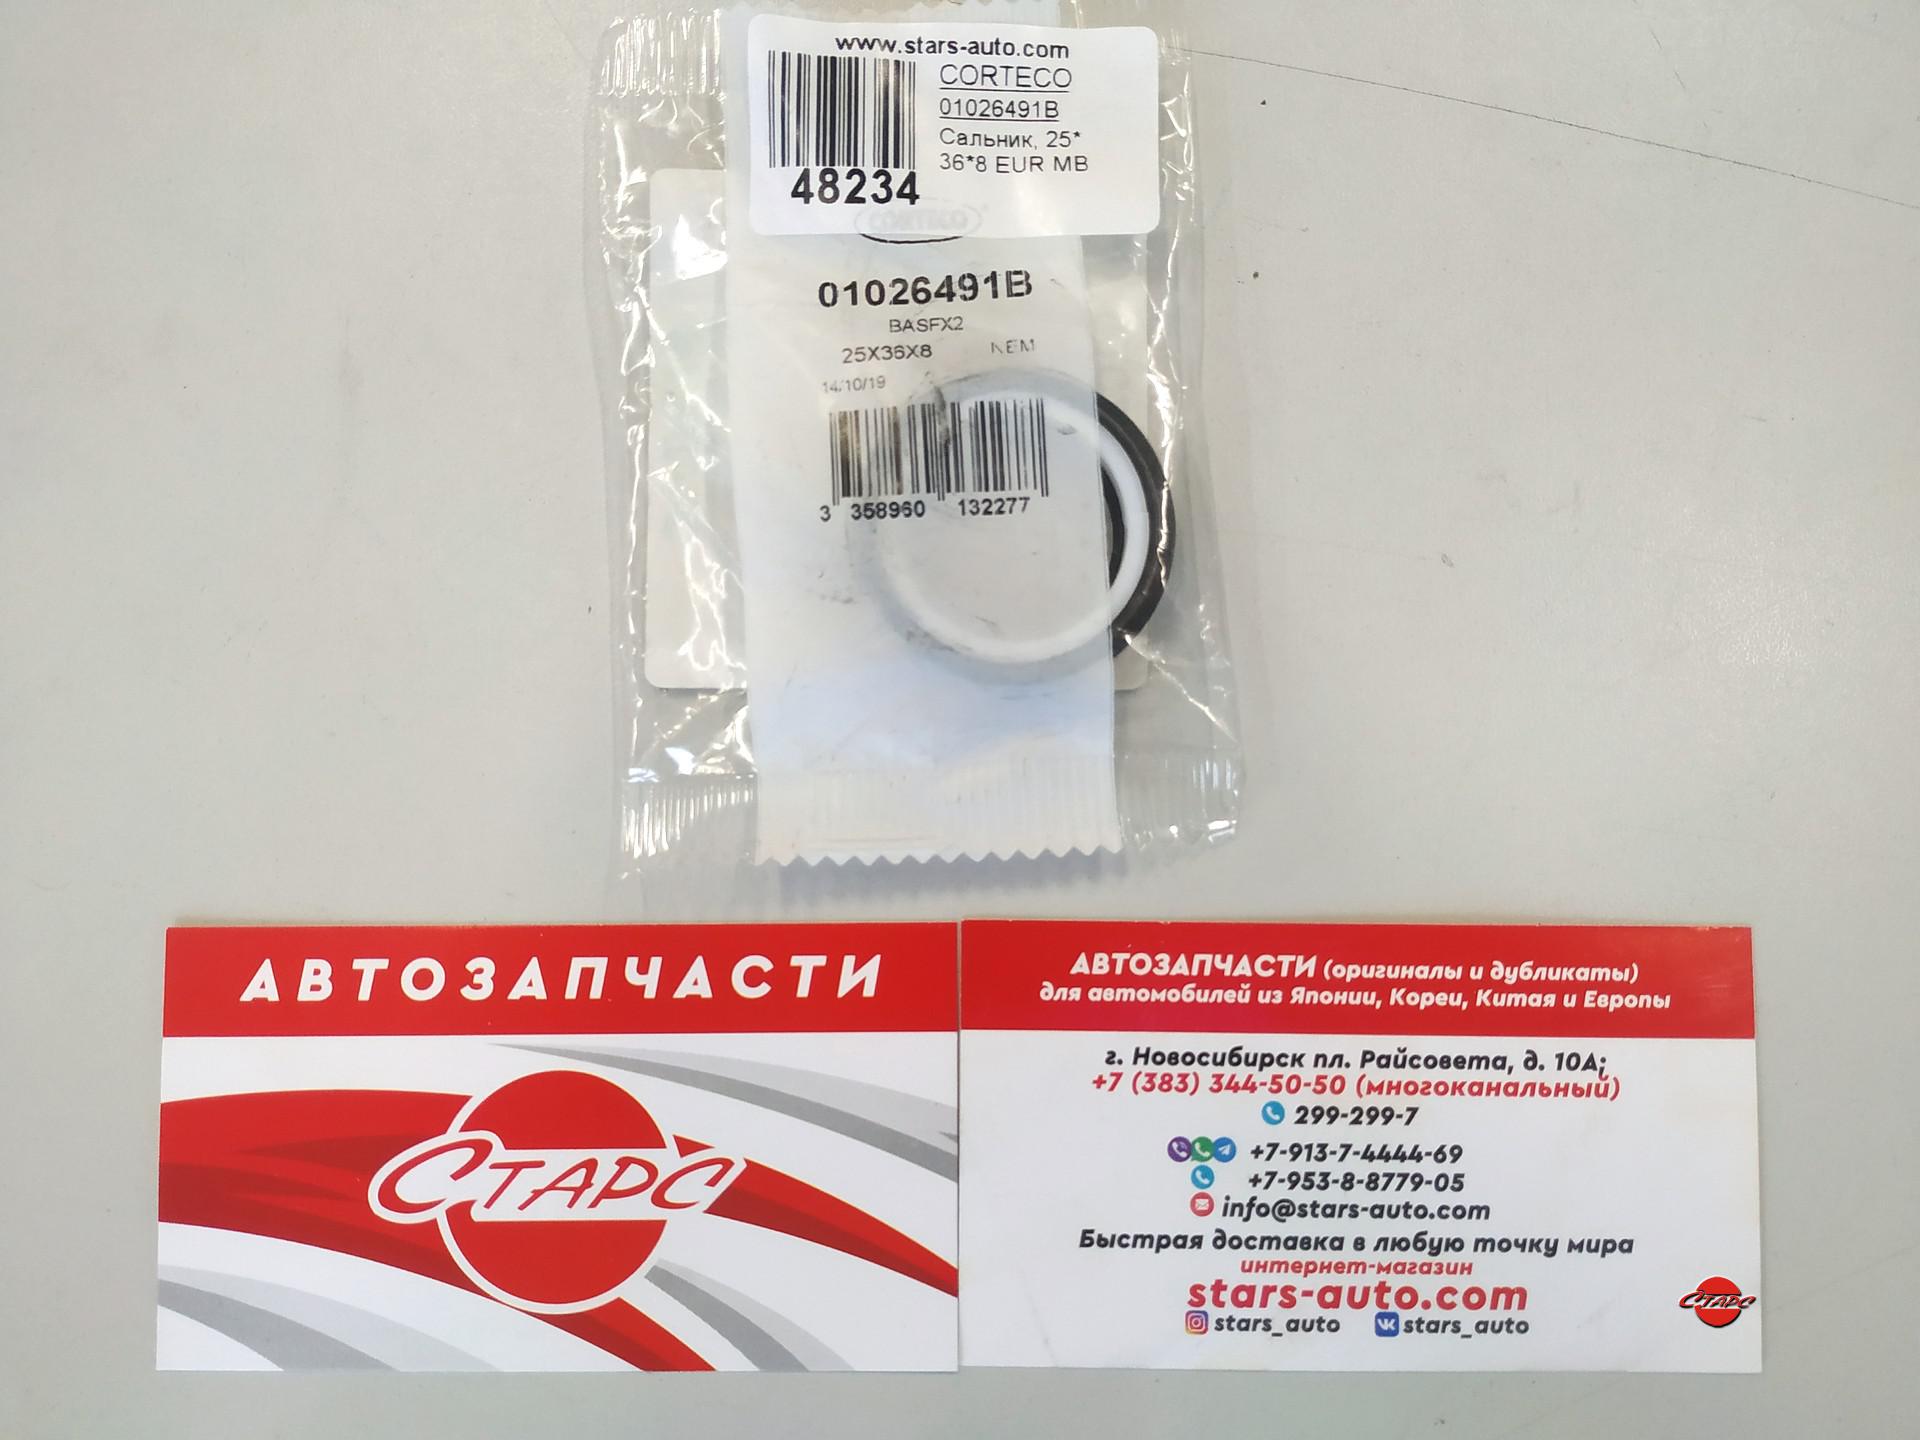 www.stars-auto.com
CORTECO
01026491B
Сальник, 25*
36*8 EUR MB
48234
CORTECO
01026491B
BASFX2
25X36X8 NEM
14/10/19
3 358960 132277
АВТОЗАПЧАСТИ
СТАРС
АВТОЗАПЧАСТИ (оригиналы и дубликаты)
для автомобилей из Японии, Кореи, Китая и Европы
г. Новосибирск пл. Райсовета, д. 10А;
+7 (383) 344-50-50 (многоканальный)
299-299-7
+7-913-7-4444-69
+7-953-8-8779-05
info@stars-auto.com
Быстрая доставка в любую точку мира
интернет-магазин
stars-auto.com
stars_auto stars_auto
СТАРС